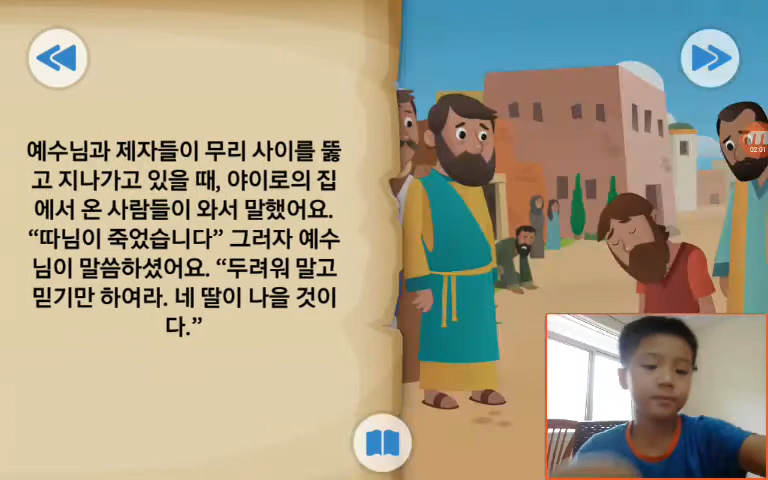 예수님과 제자들이 무리 사이를 뚫
고 지나가고 있을 때, 야이로의 집
에서 온 사람들이 와서 말했어요.
“따님이 죽었습니다” 그러자 예수
님이 말씀하셨어요. “두려워 말고
믿기만 하여라. 네 딸이 나을 것이
다.”
02:01